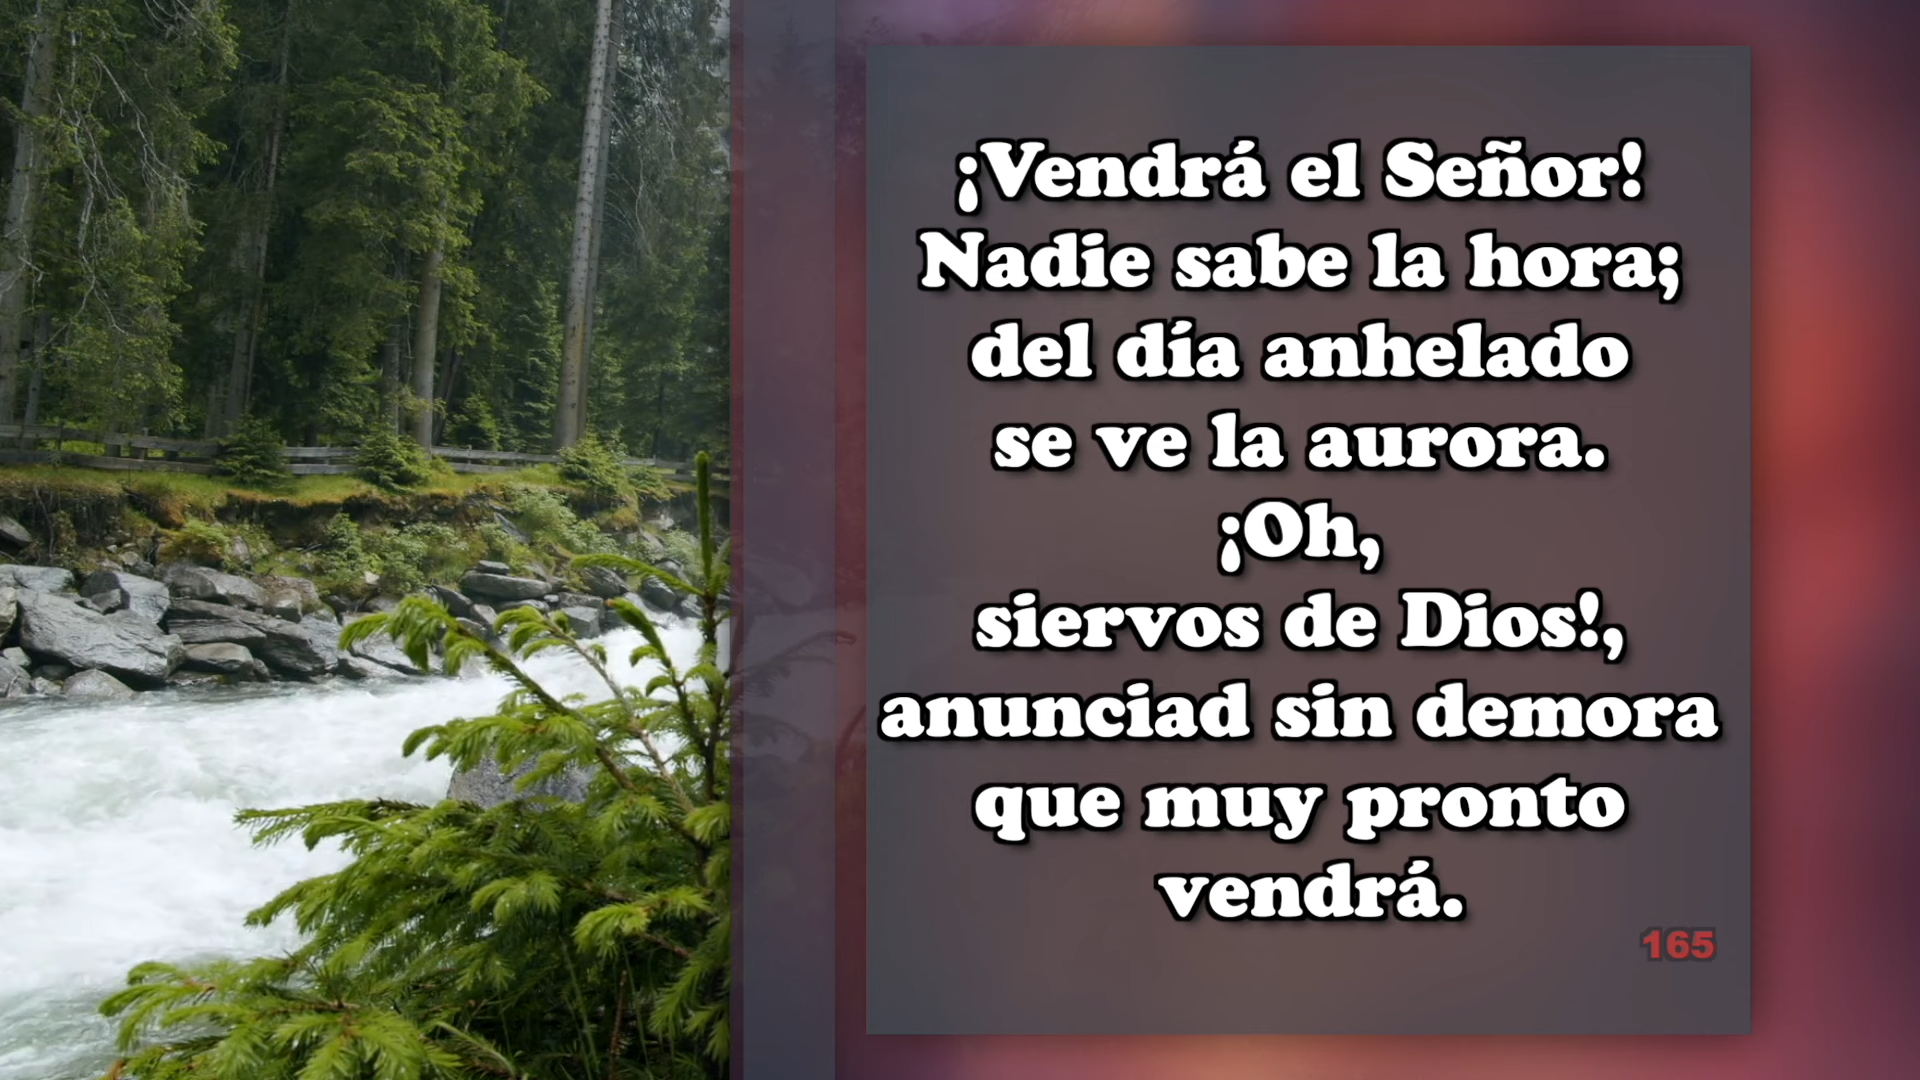 ¡Vendrá el Señor!
Nadie sabe la hora;
del día anhelado
se ve la aurora.
¡Oh,
siervos de Dios!,
anunciad sin demora
que muy pronto
vendrá.
165